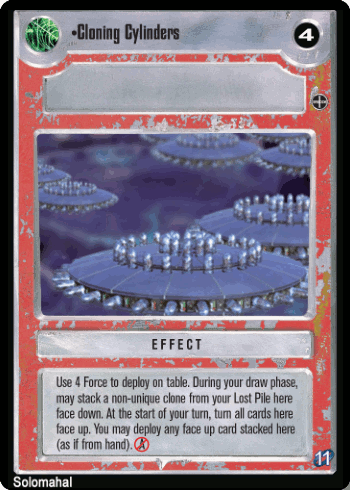 •Cloning Cylinders
4
EFFECT
Use 4 Force to deploy on table. During your draw phase,
may stack a non-unique clone from your Lost Pile here
face down. At the start of your turn, turn all cards here
face up. You may deploy any face up card stacked here
(as if from hand). A
11
Solomahal